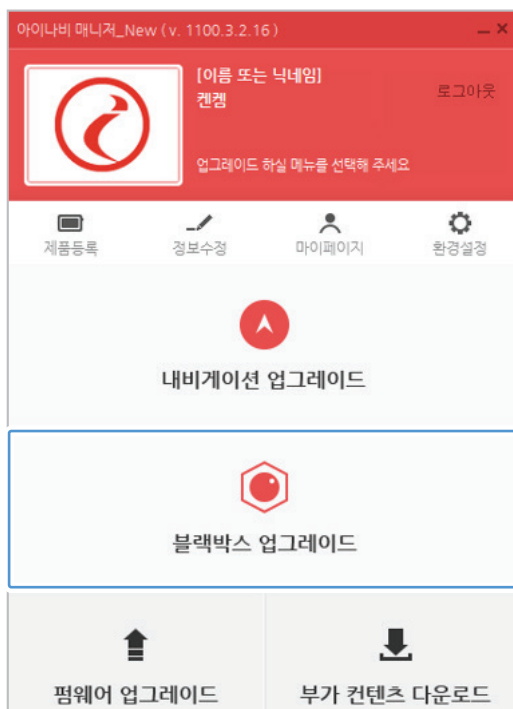 아이나비 매니저_New ( v. 1100.3.2.16 )
[이름 또는 닉네임]
켄켐
로그아웃
업그레이드 하실 메뉴를 선택해 주세요
제품등록
정보수정
마이페이지
환경설정
내비게이션 업그레이드
블랙박스 업그레이드
펌웨어 업그레이드
부가 컨텐츠 다운로드